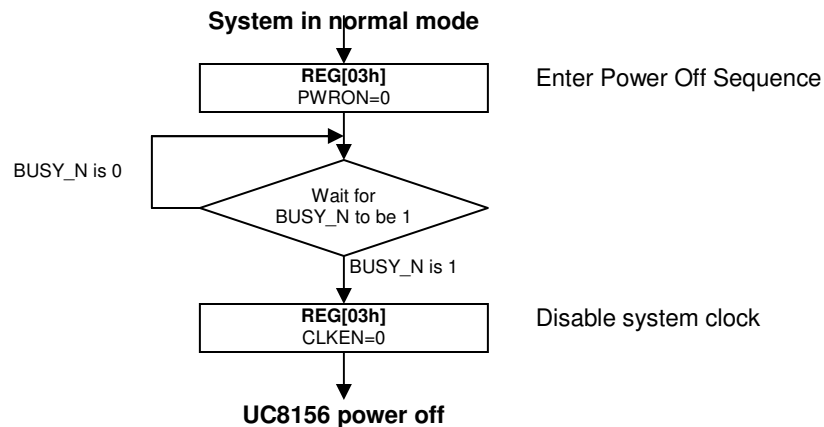 System in normal mode
REG[03h]
PWRON=0
Enter Power Off Sequence
BUSY_N is 0
Wait for
BUSY_N to be 1
BUSY_N is 1
REG[03h]
CLKEN=0
Disable system clock
UC8156 power off